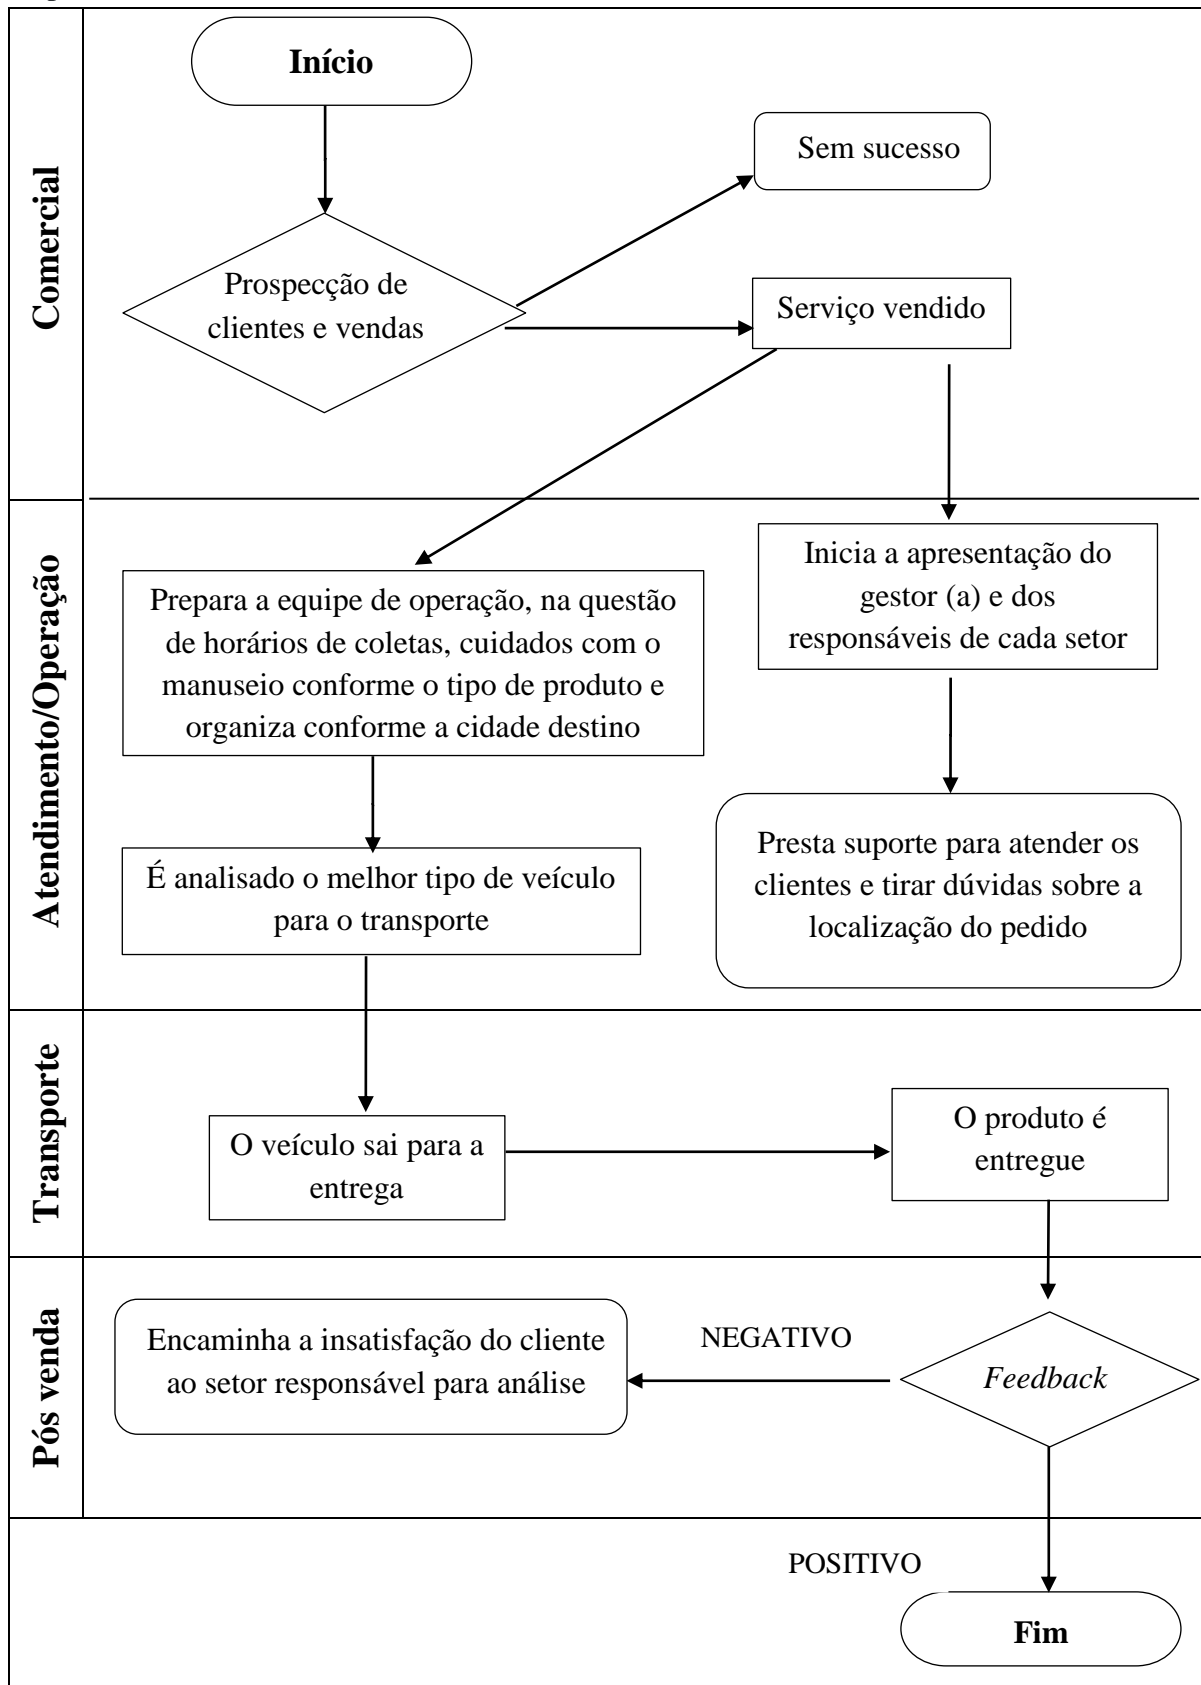 Comercial
Início
Sem sucesso
Prospecção de
clientes e vendas
Serviço vendido
Atendimento/Operação
Inicia a apresentação do
gestor (a) e dos
responsáveis de cada setor
Prepara a equipe de operação, na questão
de horários de coletas, cuidados com o
manuseio conforme o tipo de produto e
organiza conforme a cidade destino
Presta suporte para atender os
clientes e tirar dúvidas sobre a
localização do pedido
É analisado o melhor tipo de veículo
para o transporte
Transporte
O veículo sai para a
entrega
O produto é
entregue
Pós venda
Encaminha a insatisfação do cliente
ao setor responsável para análise
NEGATIVO
Feedback
POSITIVO
Fim